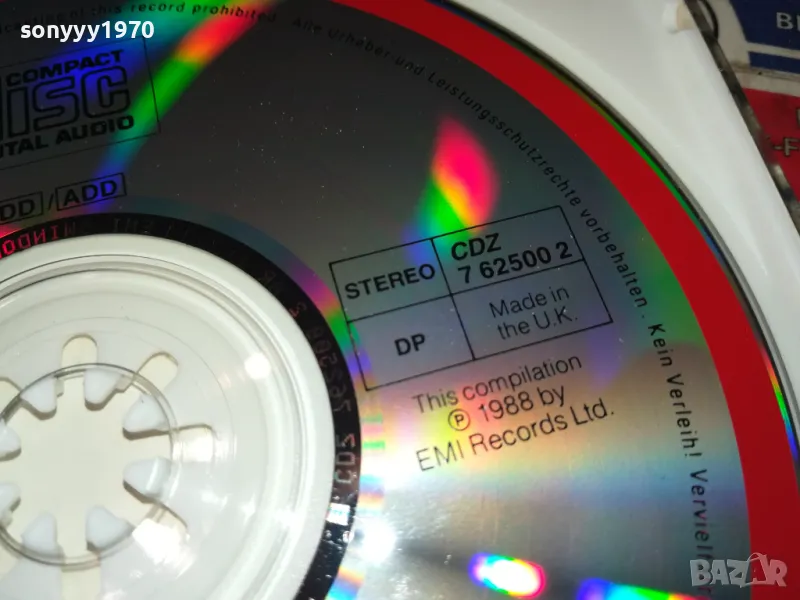 sonyyy1970
of this record prohibited. Alle Urheber-und Leistungsschutzrechte vorbehalten. Kein Verleih!
COMPACT
DISC
DIGITAL AUDIO
/ADD
STEREO
CDZ
7 62500 2
DP
Made in
the U.K.
This compilation
℗ 1988 by
EMI Records Ltd.
BAZAR